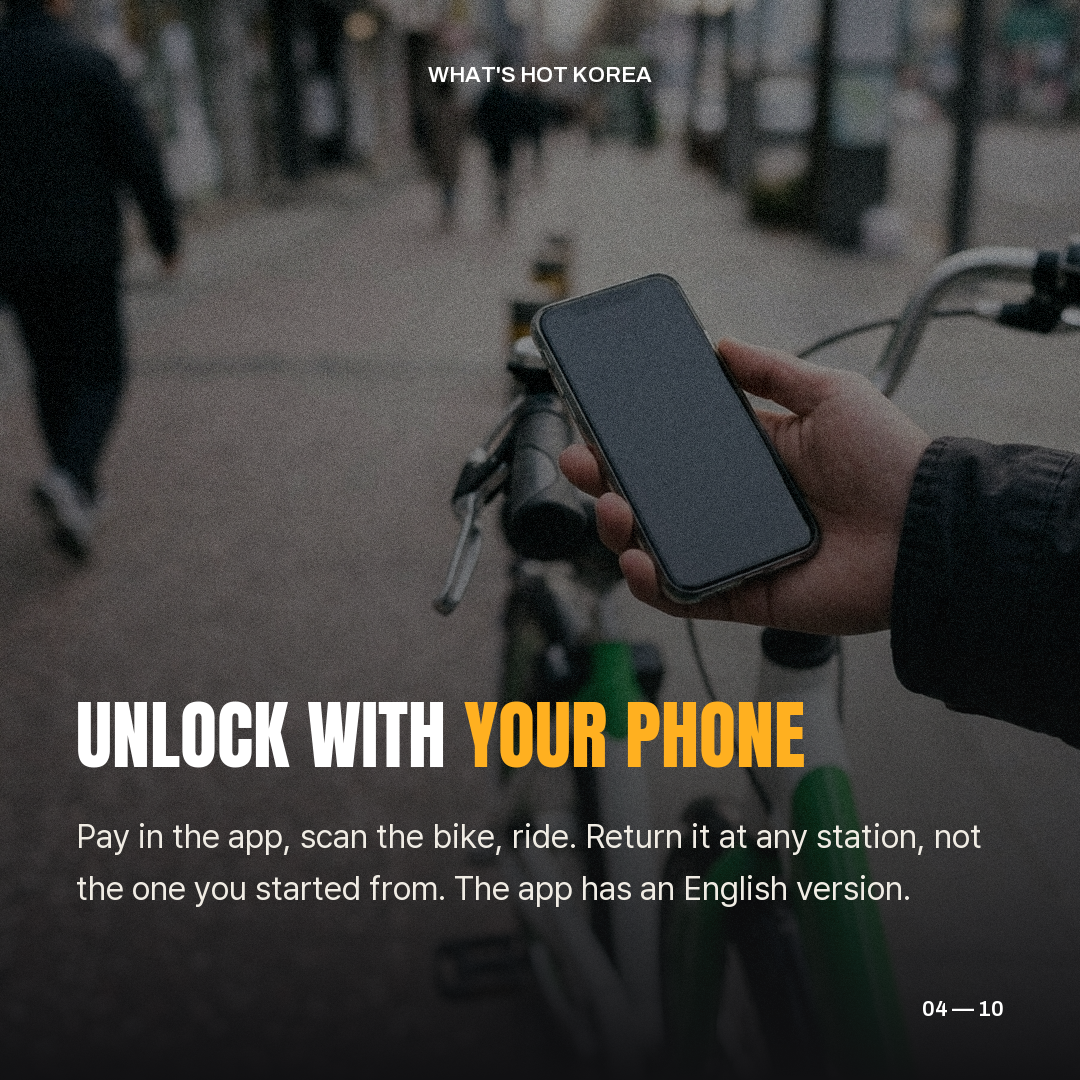 WHAT'S HOT KOREA
UNLOCK WITH YOUR PHONE
Pay in the app, scan the bike, ride. Return it at any station, not
the one you started from. The app has an English version.
04 — 10